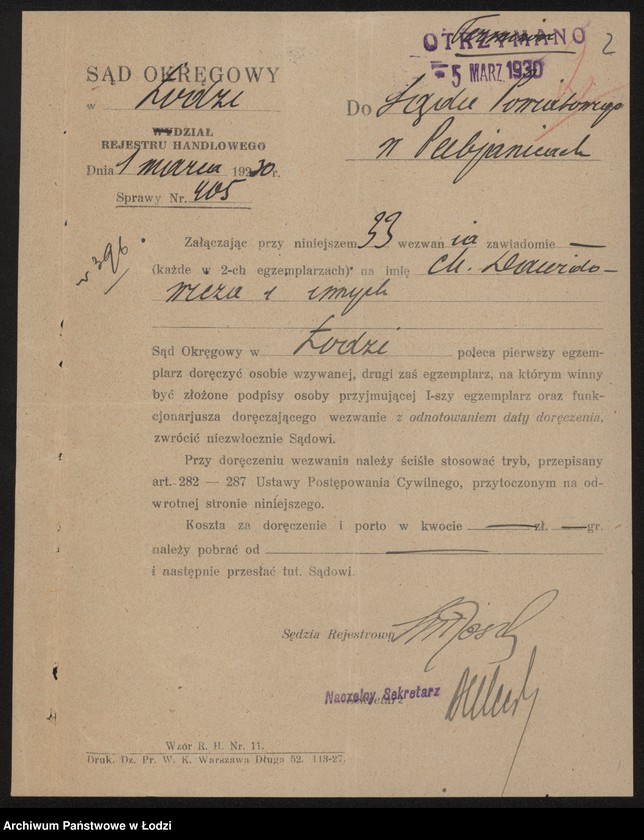 Terminowe
OTRZYMANO
5 MARZ 1930
2
SĄD OKRĘGOWY
w Łodzi
WYDZIAŁ
REJESTRU HANDLOWEGO
Dnia 1 marca 1930 r.
Sprawy Nr. 405
Do Sądu Powiatowego
w Pabjanicach
396
Załączając przy niniejszem 33 wezwania zawiadomie —
(każde w 2-ch egzemplarzach) na imię Ch. Dawido-
wicza i innych
Sąd Okręgowy w Łodzi poleca pierwszy egzem-
plarz doręczyć osobie wzywanej, drugi zaś egzemplarz, na którym winny
być złożone podpisy osoby przyjmującej I-szy egzemplarz oraz funk-
cjonarjusza doręczającego wezwanie z odnotowaniem daty doręczenia,
zwrócić niezwłocznie Sądowi.
Przy doręczeniu wezwania należy ściśle stosować tryb, przepisany
art. 282 — 287 Ustawy Postępowania Cywilnego, przytoczonym na od-
wrotnej stronie niniejszego.
Koszta za doręczenie i porto w kwocie — zł. — gr.
należy pobrać od —
i następnie przesłać tut. Sądowi.
Sędzia Rejestrowy
Naczelny Sekretarz
Sekretarz
Wzór R. H. Nr. 11.
Druk. Dz. Pr. W. K. Warszawa Długa 52. 113-27.
Archiwum Państwowe w Łodzi